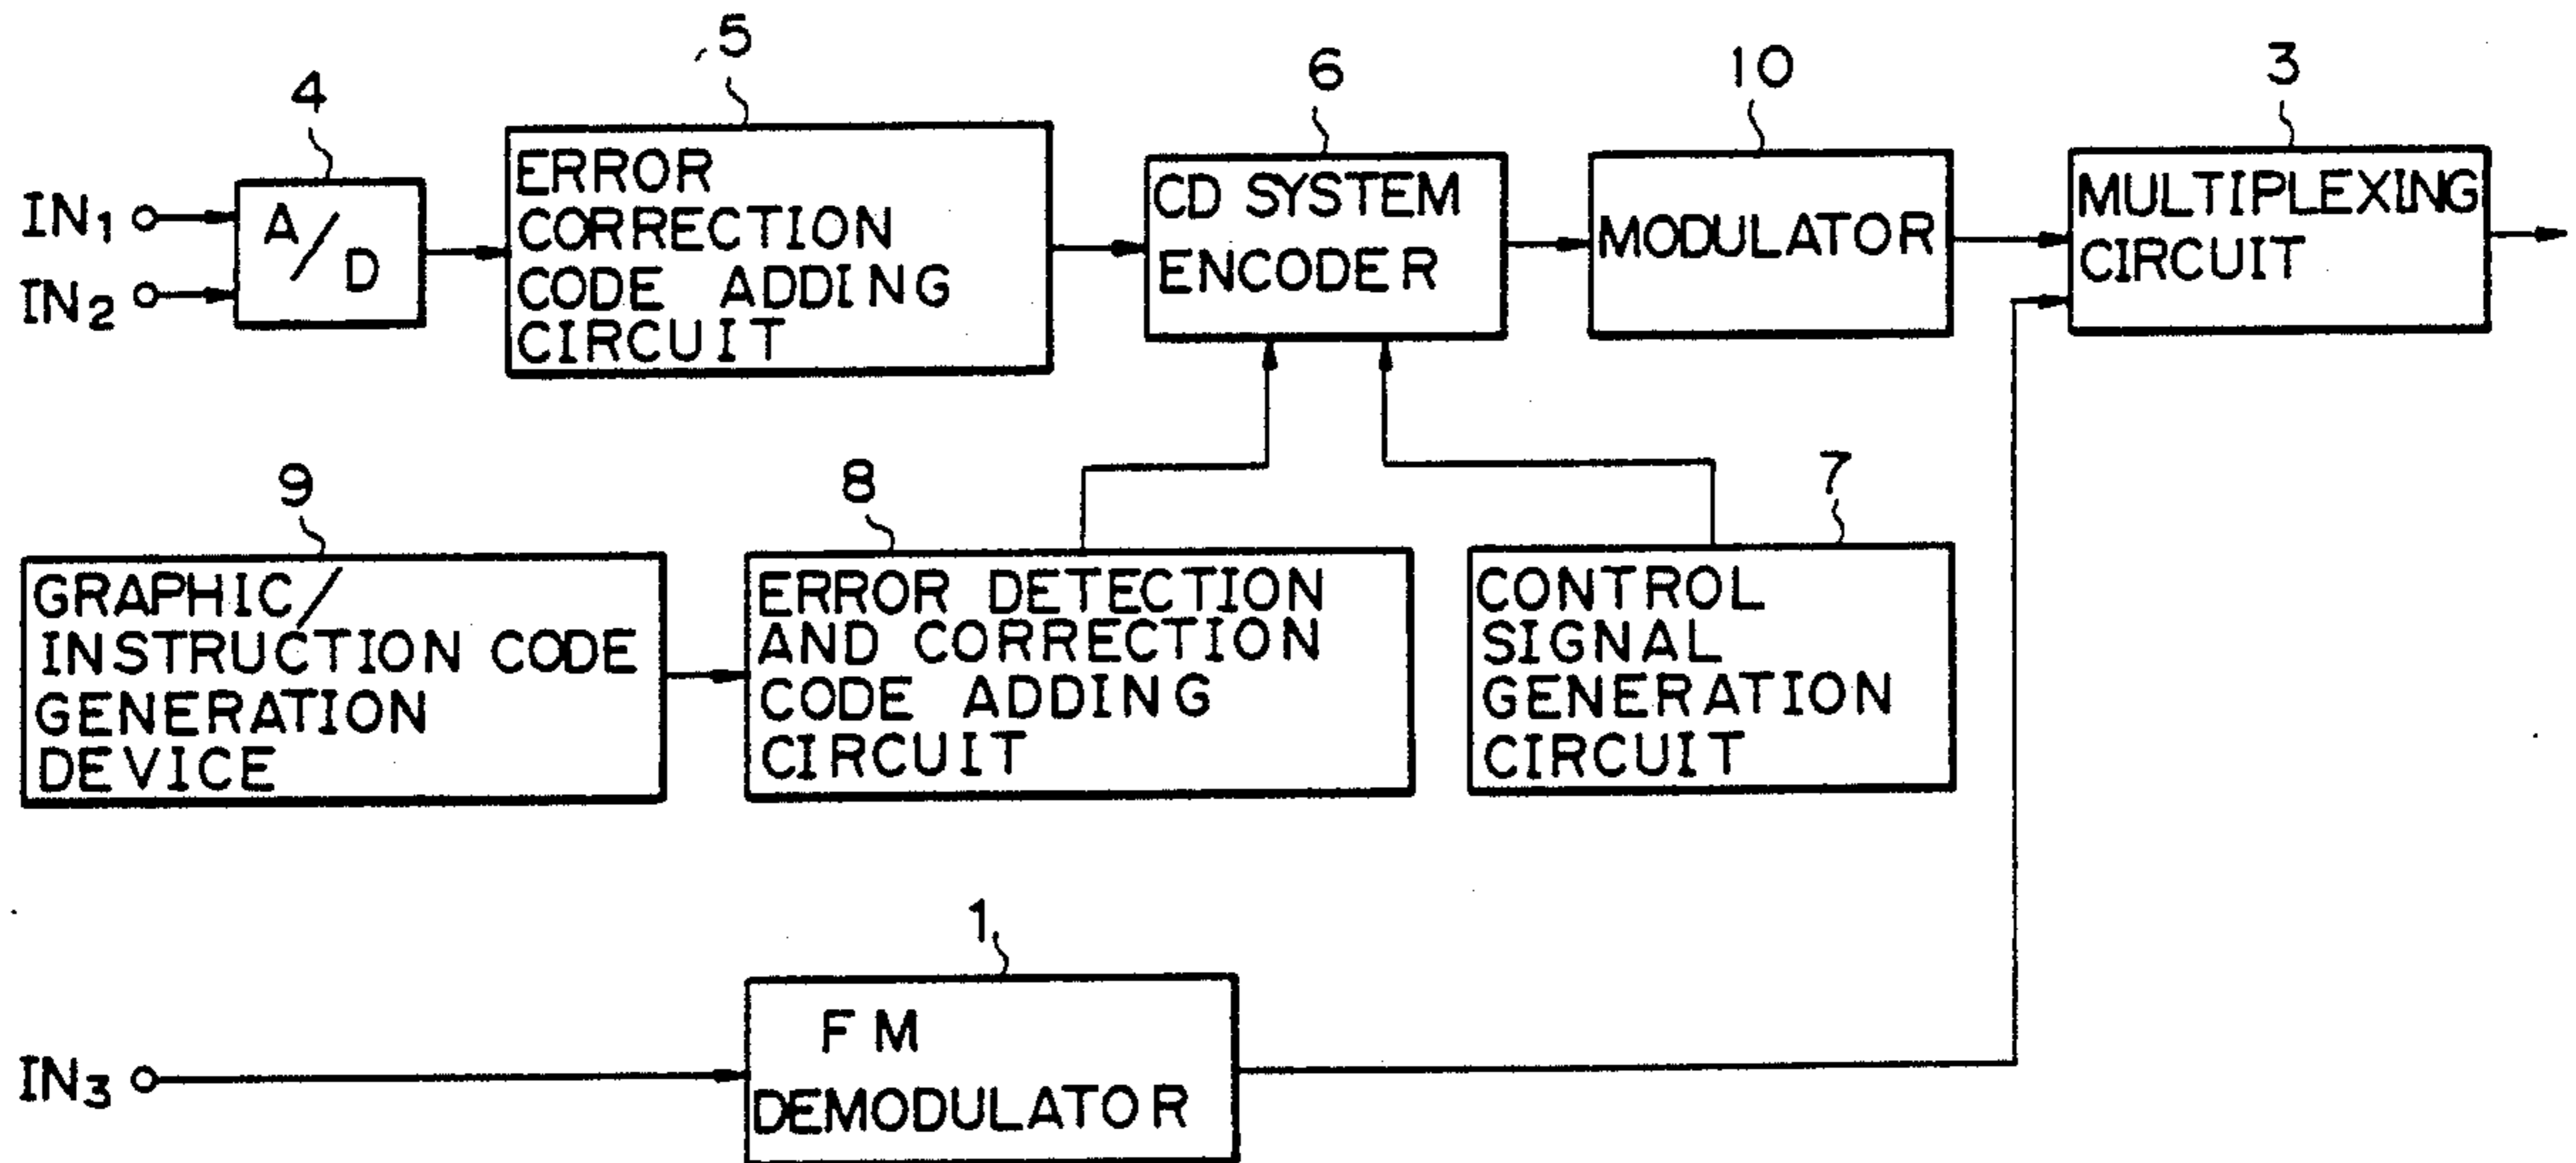 5
6
10
3
4
IN1
IN2
A/D
ERROR
CORRECTION
CODE ADDING
CIRCUIT
CD SYSTEM
ENCODER
MODULATOR
MULTIPLEXING
CIRCUIT
9
8
7
GRAPHIC/
INSTRUCTION CODE
GENERATION
DEVICE
ERROR DETECTION
AND CORRECTION
CODE ADDING
CIRCUIT
CONTROL
SIGNAL
GENERATION
CIRCUIT
1
IN3
FM
DEMODULATOR